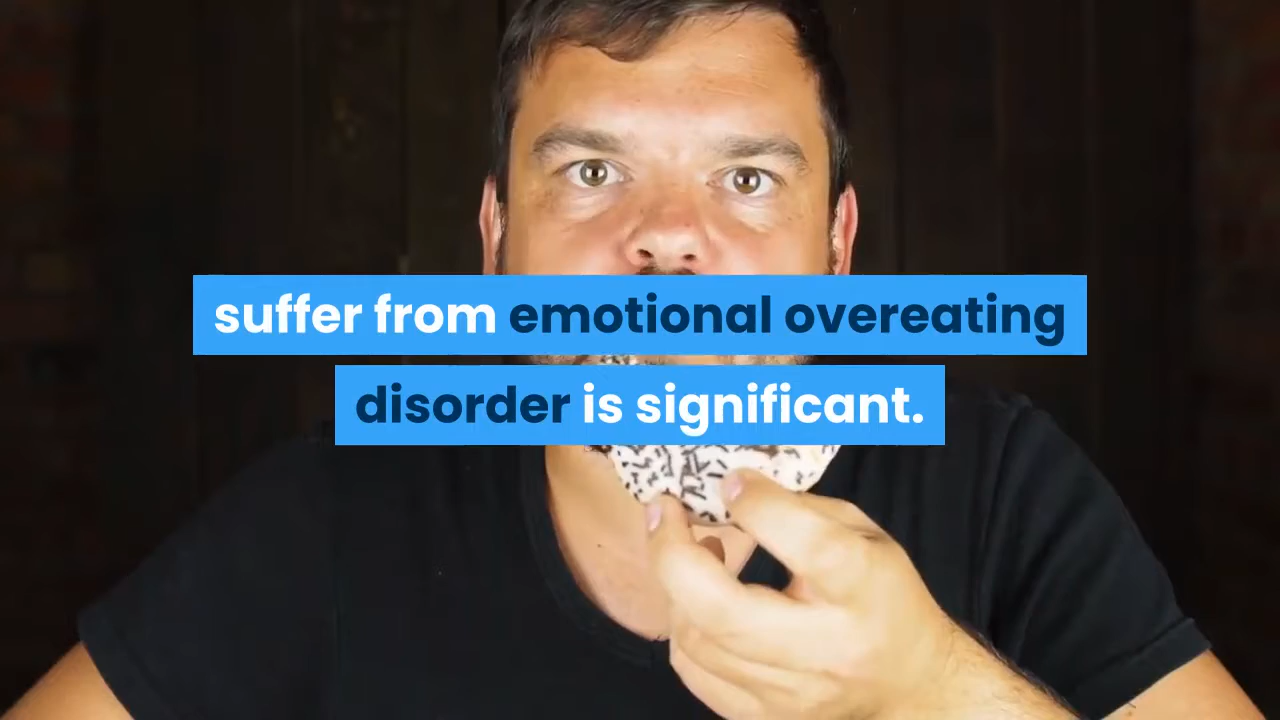 suffer from emotional overeating
disorder is significant.